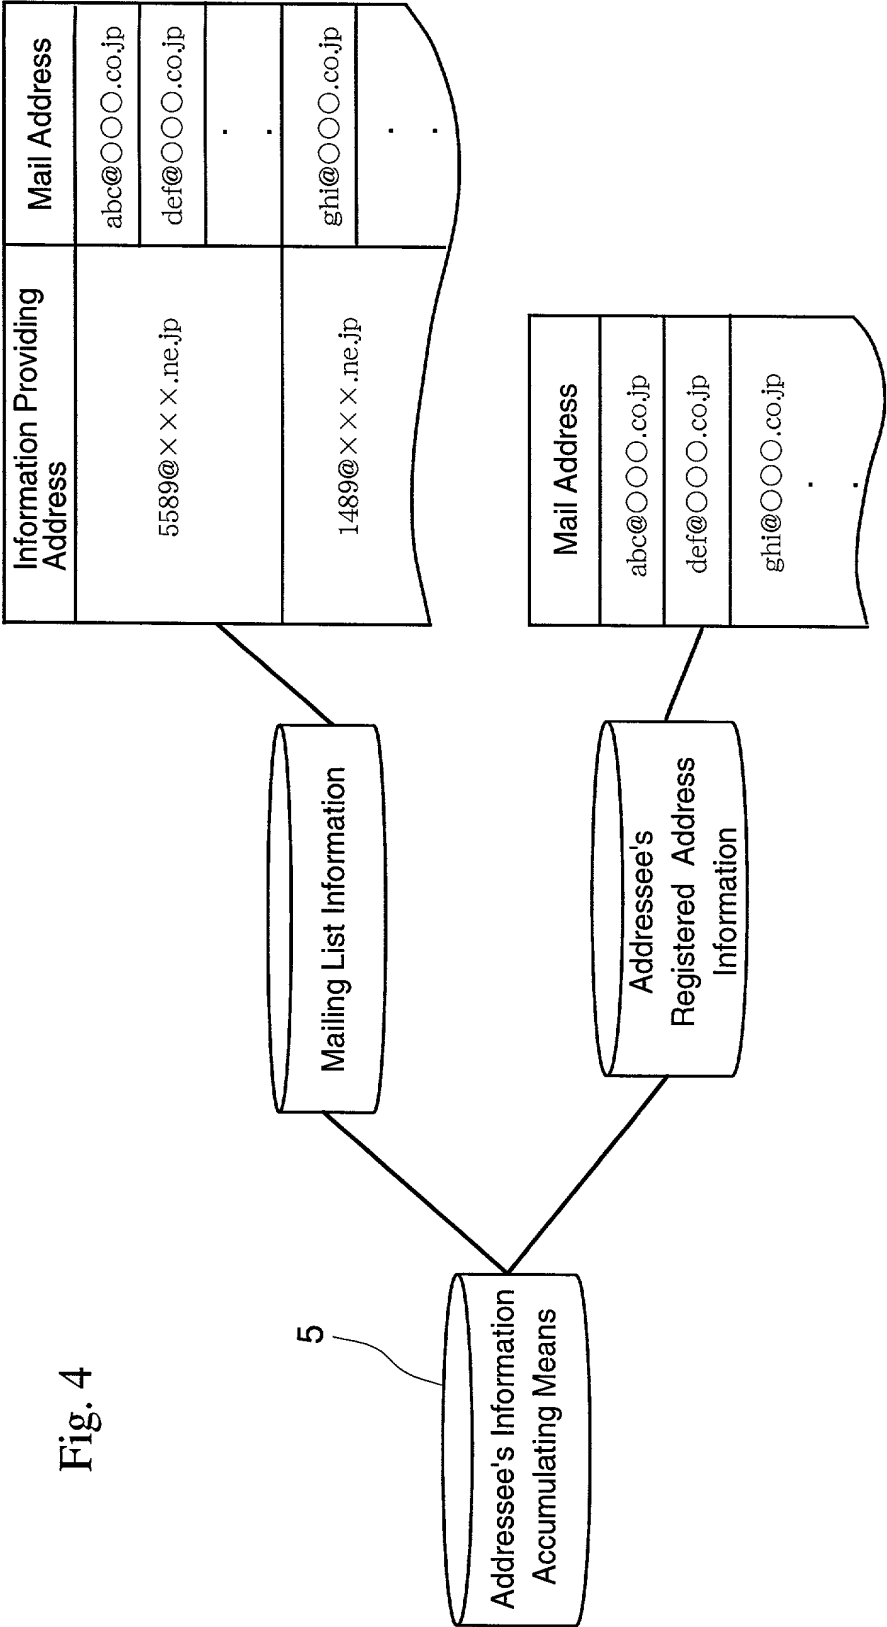 Fig. 4
5
Addressee's Information
Accumulating Means
Mailing List Information
Addressee's
Registered Address
Information
Information Providing
Address
Mail Address
5589@×××.ne.jp
abc@○○○.co.jp
def@○○○.co.jp
.
.
1489@×××.ne.jp
ghi@○○○.co.jp
.
.
Mail Address
abc@○○○.co.jp
def@○○○.co.jp
ghi@○○○.co.jp
.
.